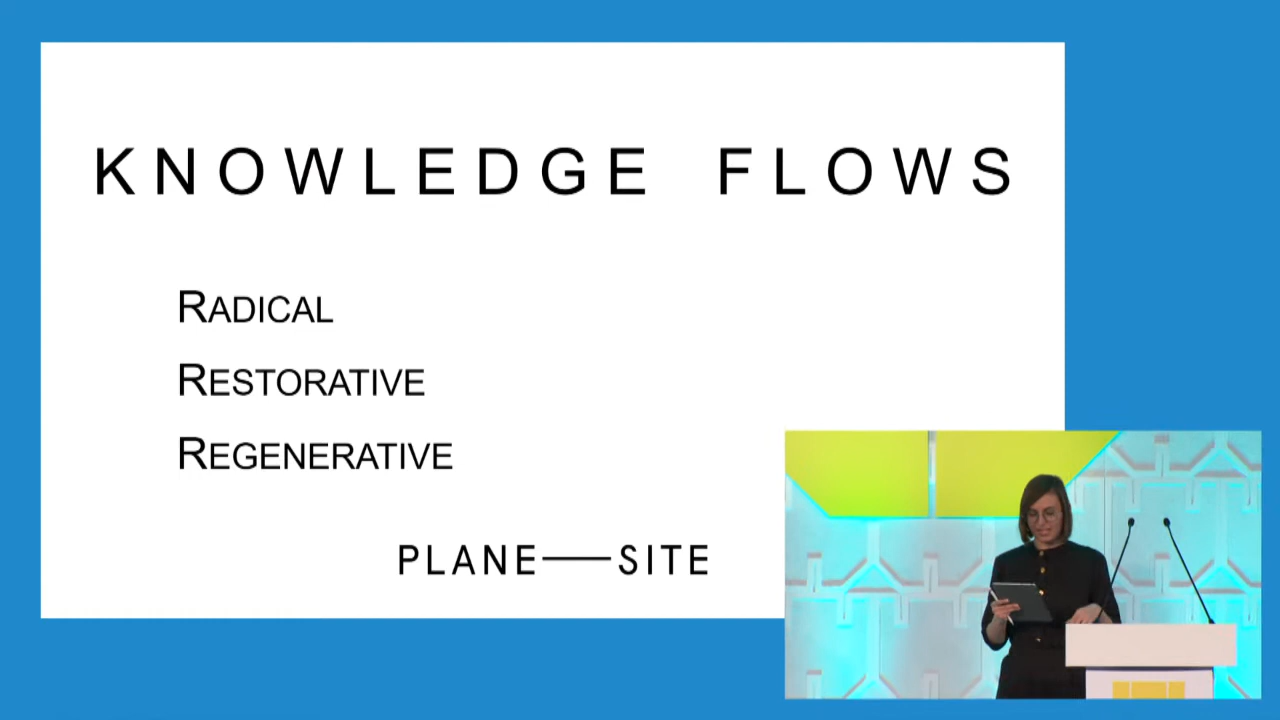 KNOWLEDGE FLOWS
RADICAL
RESTORATIVE
REGENERATIVE
PLANE—SITE